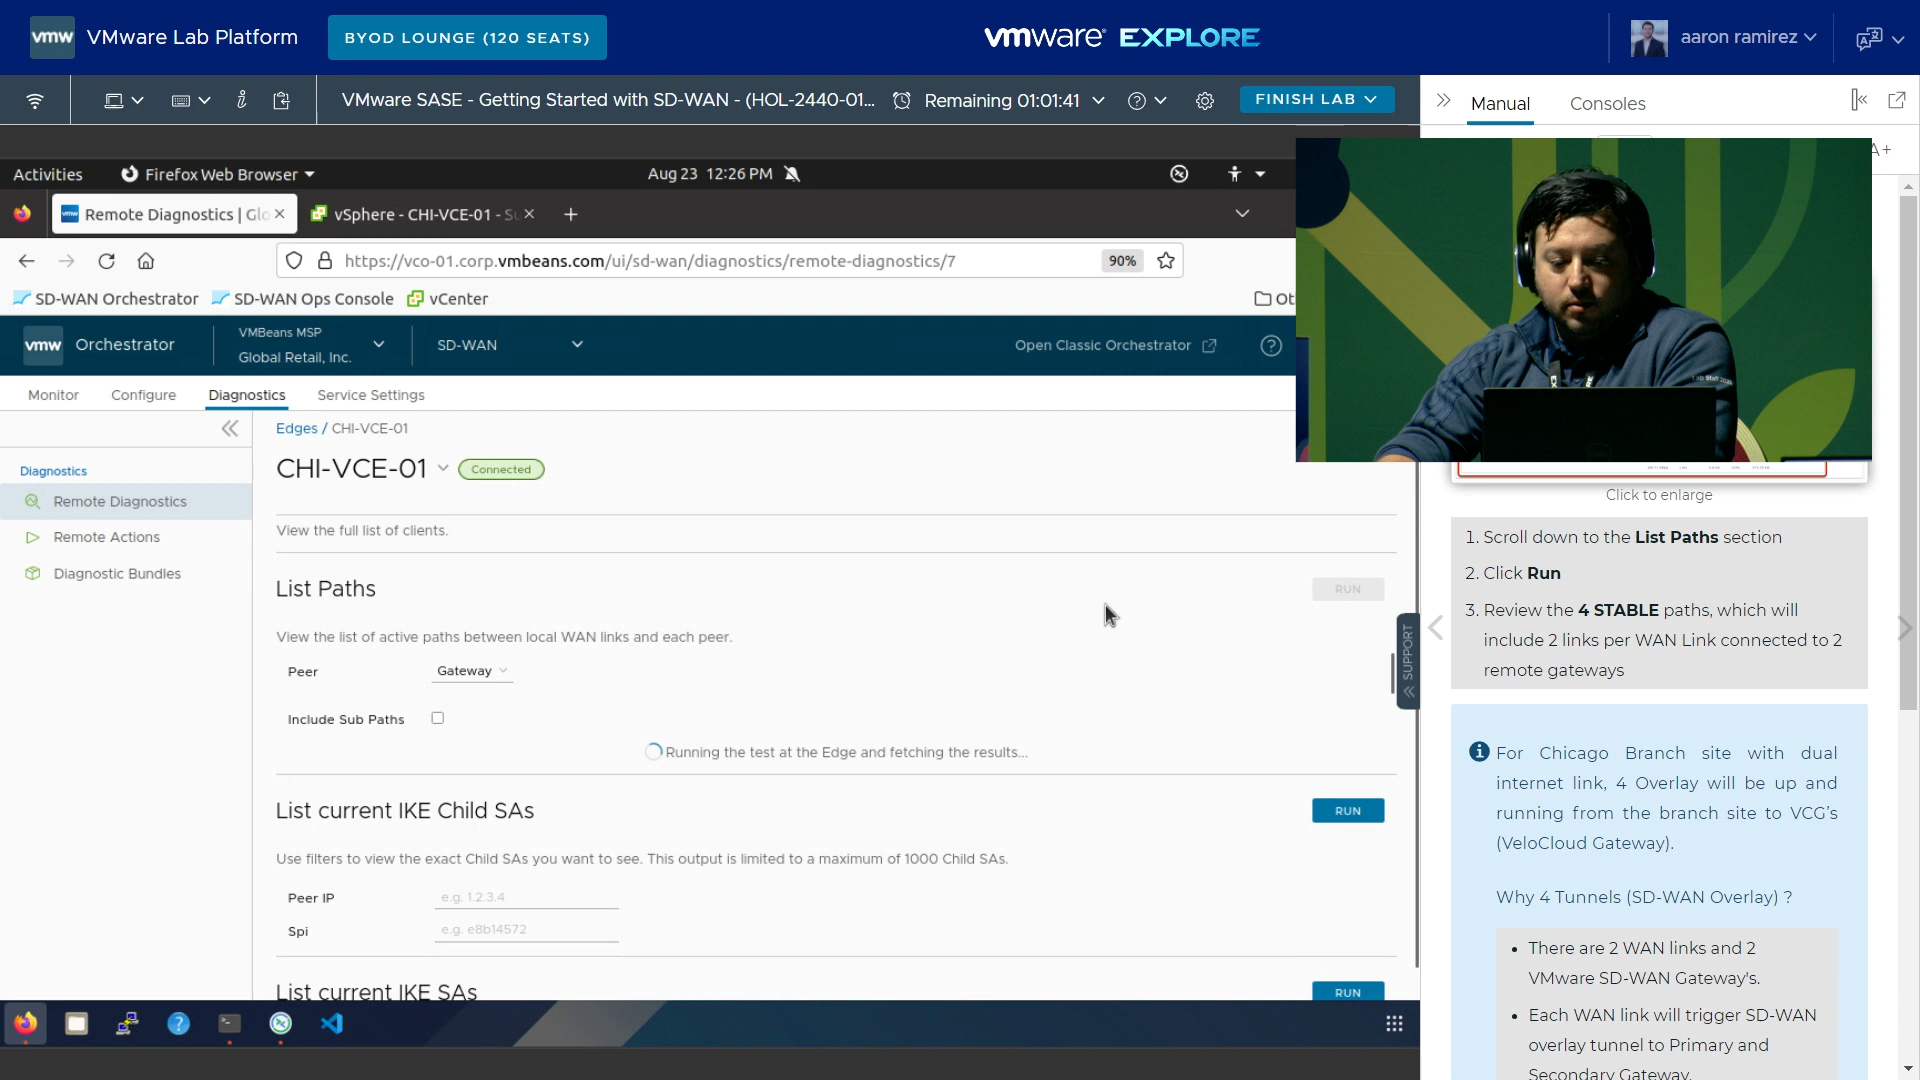 vmw VMware Lab Platform
BYOD LOUNGE (120 SEATS)
vmware EXPLORE
aaron ramirez
VMware SASE - Getting Started with SD-WAN - (HOL-2440-01...
Remaining 01:01:41
FINISH LAB
Manual
Consoles
A+
Activities
Firefox Web Browser
Aug 23 12:26 PM
Remote Diagnostics | Glo
vSphere - CHI-VCE-01 - Su
https://vco-01.corp.vmbeans.com/ui/sd-wan/diagnostics/remote-diagnostics/7
90%
SD-WAN Orchestrator
SD-WAN Ops Console
vCenter
Ot
vmw Orchestrator
VMBeans MSP
Global Retail, Inc.
SD-WAN
Open Classic Orchestrator
Monitor
Configure
Diagnostics
Service Settings
Diagnostics
Remote Diagnostics
Remote Actions
Diagnostic Bundles
Edges / CHI-VCE-01
CHI-VCE-01
Connected
View the full list of clients.
List Paths
RUN
View the list of active paths between local WAN links and each peer.
Peer
Gateway
Include Sub Paths
Running the test at the Edge and fetching the results...
List current IKE Child SAs
RUN
Use filters to view the exact Child SAs you want to see. This output is limited to a maximum of 1000 Child SAs.
Peer IP
e.g. 1.2.3.4
Spi
e.g. e8b14572
List current IKE SAs
RUN
SUPPORT
Click to enlarge
1. Scroll down to the List Paths section
2. Click Run
3. Review the 4 STABLE paths, which will
include 2 links per WAN Link connected to 2
remote gateways
For Chicago Branch site with dual
internet link, 4 Overlay will be up and
running from the branch site to VCG's
(VeloCloud Gateway).
Why 4 Tunnels (SD-WAN Overlay) ?
• There are 2 WAN links and 2
VMware SD-WAN Gateway's.
• Each WAN link will trigger SD-WAN
overlay tunnel to Primary and
Secondary Gateway.